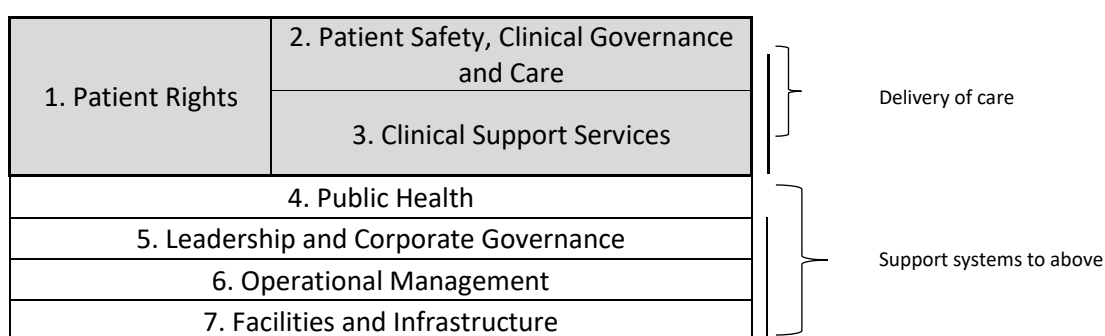 1. Patient Rights
2. Patient Safety, Clinical Governance
and Care
3. Clinical Support Services
Delivery of care
4. Public Health
5. Leadership and Corporate Governance
6. Operational Management
7. Facilities and Infrastructure
Support systems to above